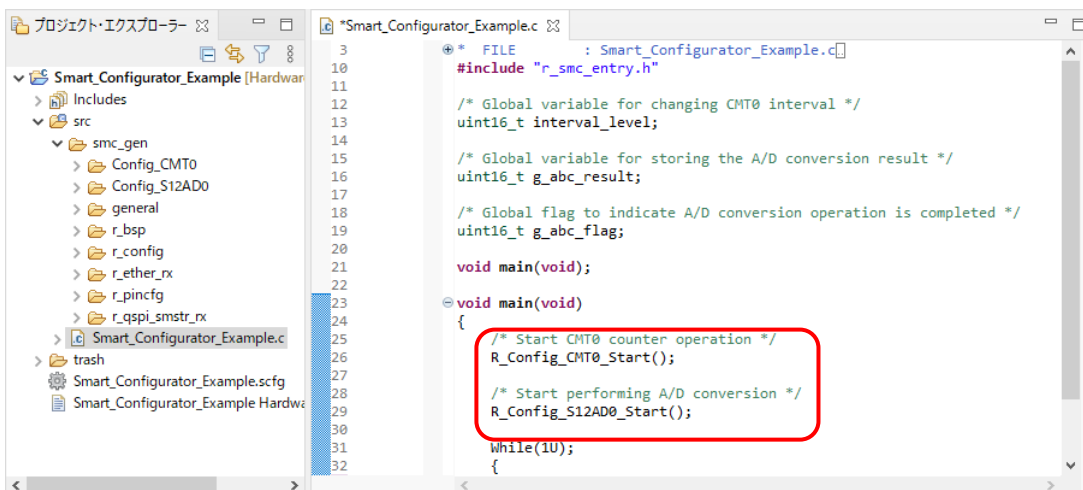 プロジェクト・エクスプローラー
Smart_Configurator_Example [Hardwar
Includes
src
smc_gen
Config_CMT0
Config_S12AD0
general
r_bsp
r_config
r_ether_rx
r_pincfg
r_qspi_smstr_rx
Smart_Configurator_Example.c
trash
Smart_Configurator_Example.scfg
Smart_Configurator_Example Hardwa
*Smart_Configurator_Example.c
3 * FILE : Smart_Configurator_Example.c
10 #include "r_smc_entry.h"
11
12 /* Global variable for changing CMT0 interval */
13 uint16_t interval_level;
14
15 /* Global variable for storing the A/D conversion result */
16 uint16_t g_abc_result;
17
18 /* Global flag to indicate A/D conversion operation is completed */
19 uint16_t g_abc_flag;
20
21 void main(void);
22
23 void main(void)
24 {
25 /* Start CMT0 counter operation */
26 R_Config_CMT0_Start();
27
28 /* Start performing A/D conversion */
29 R_Config_S12AD0_Start();
30
31 While(1U);
32 {